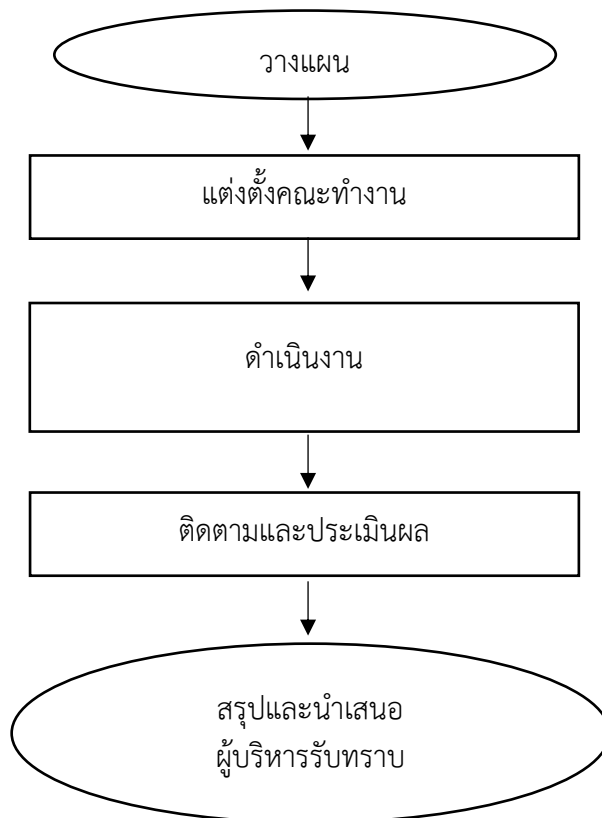 วางแผน
แต่งตั้งคณะทำงาน
ดำเนินงาน
ติดตามและประเมินผล
สรุปและนำเสนอ
ผู้บริหารรับทราบ